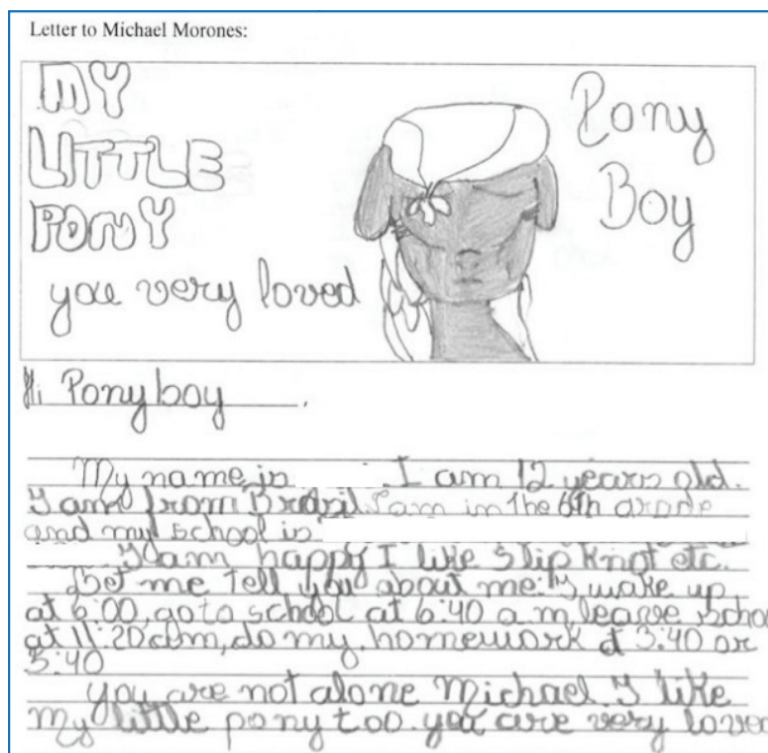 Letter to Michael Morones:
MY
LITTLE
PONY
you very loved
Pony
Boy
Hi Ponyboy.
My name is I am 12 years old.
I am from Brazil. I am in the 6th grade
and my school is
I am happy I like Slipknot etc.
Let me tell you about me: I wake up
at 6:00, go to school at 6:40 a.m, leave schoo
at 11:20 am, do my homework at 3:40 or
5:40
you are not alone Michael. I like
my little pony too. you are very loved